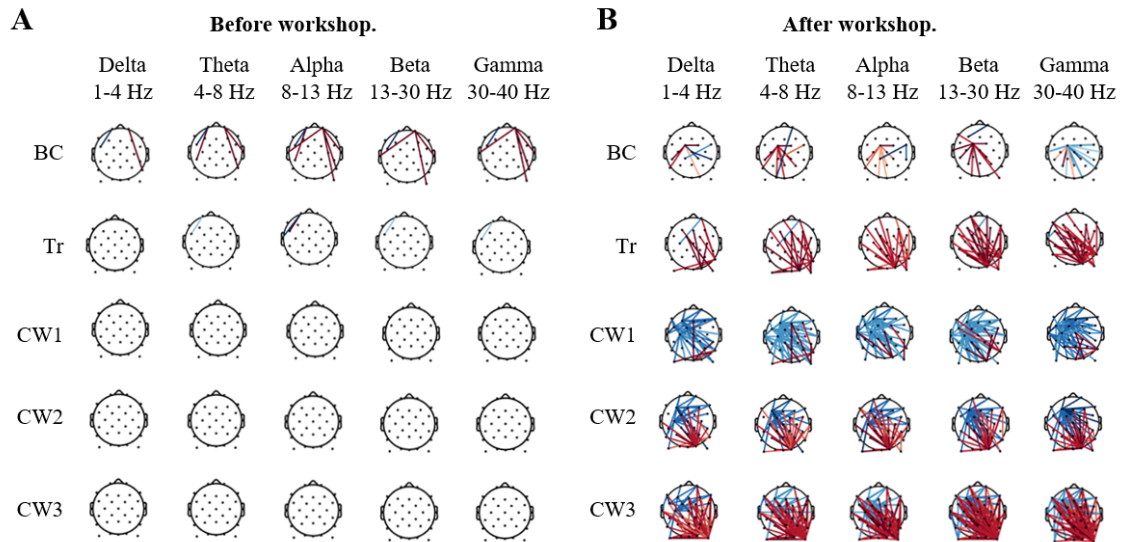 A
Before workshop.
Delta Theta Alpha Beta Gamma
1-4 Hz 4-8 Hz 8-13 Hz 13-30 Hz 30-40 Hz
BC
Tr
CW1
CW2
CW3
B
After workshop.
Delta Theta Alpha Beta Gamma
1-4 Hz 4-8 Hz 8-13 Hz 13-30 Hz 30-40 Hz
BC
Tr
CW1
CW2
CW3